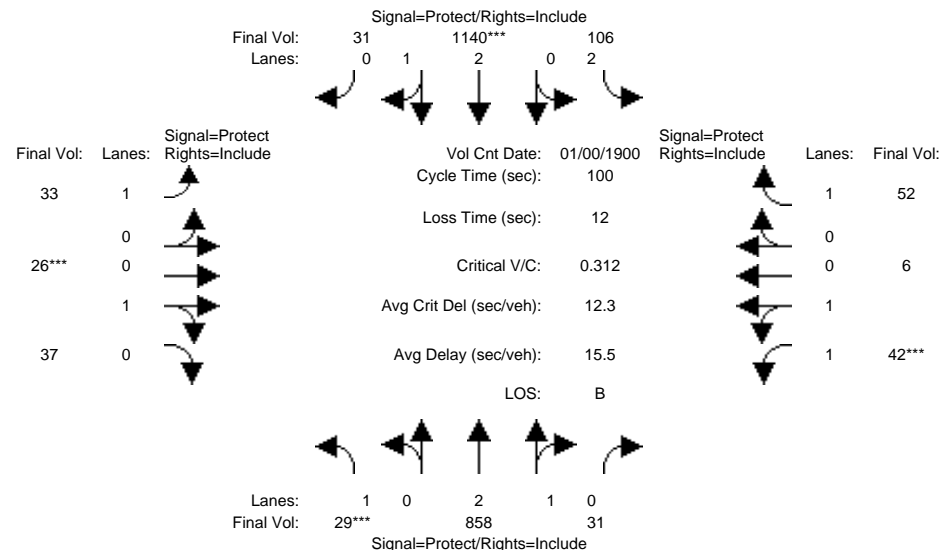 Signal=Protect/Rights=Include
Final Vol: 31 1140*** 106
Lanes: 0 1 2 0 2
Signal=Protect
Final Vol: Lanes: Rights=Include
Vol Cnt Date: 01/00/1900
Signal=Protect
Rights=Include Lanes: Final Vol:
Cycle Time (sec): 100
33 1
1 52
Loss Time (sec): 12
0
0
26*** 0
Critical V/C: 0.312
0 6
1
Avg Crit Del (sec/veh): 12.3
1
37 0
Avg Delay (sec/veh): 15.5
1 42***
LOS: B
Lanes: 1 0 2 1 0
Final Vol: 29*** 858 31
Signal=Protect/Rights=Include